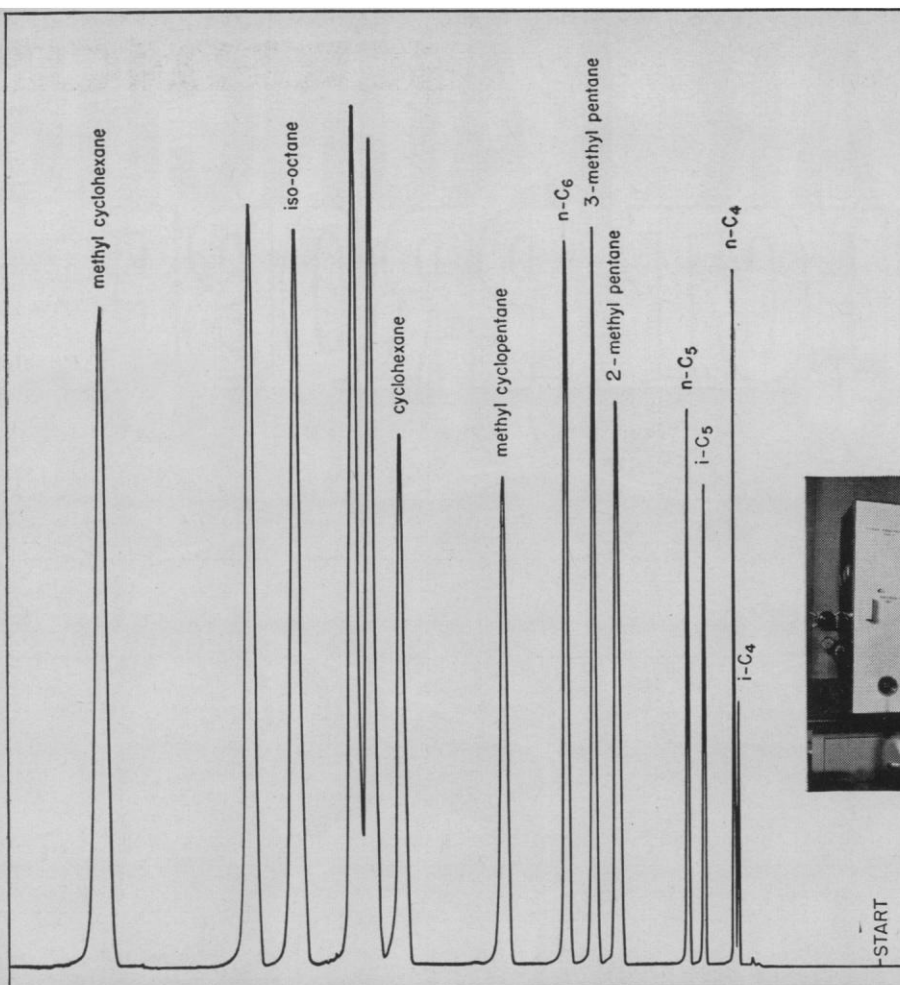 methyl cyclohexane
iso-octane
cyclohexane
methyl cyclopentane
n-C₆
3-methyl pentane
2-methyl pentane
n-C₅
i-C₅
n-C₄
i-C₄
START